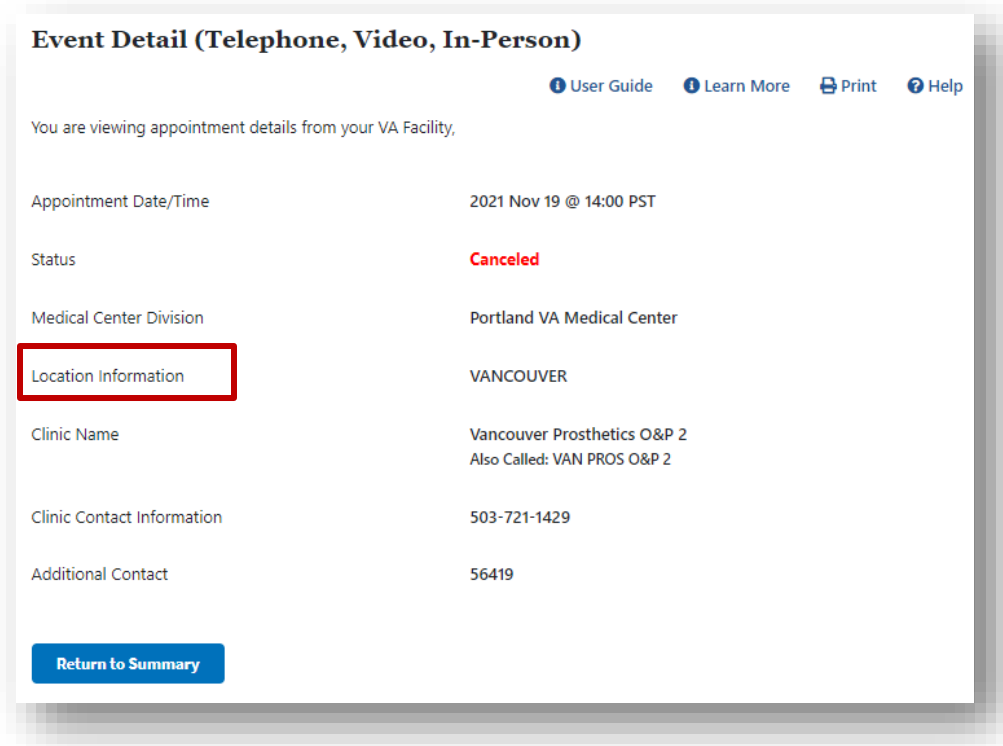 Event Detail (Telephone, Video, In-Person)
User Guide Learn More Print Help
You are viewing appointment details from your VA Facility,
Appointment Date/Time 2021 Nov 19 @ 14:00 PST
Status Canceled
Medical Center Division Portland VA Medical Center
Location Information VANCOUVER
Clinic Name Vancouver Prosthetics O&P 2
Also Called: VAN PROS O&P 2
Clinic Contact Information 503-721-1429
Additional Contact 56419
Return to Summary